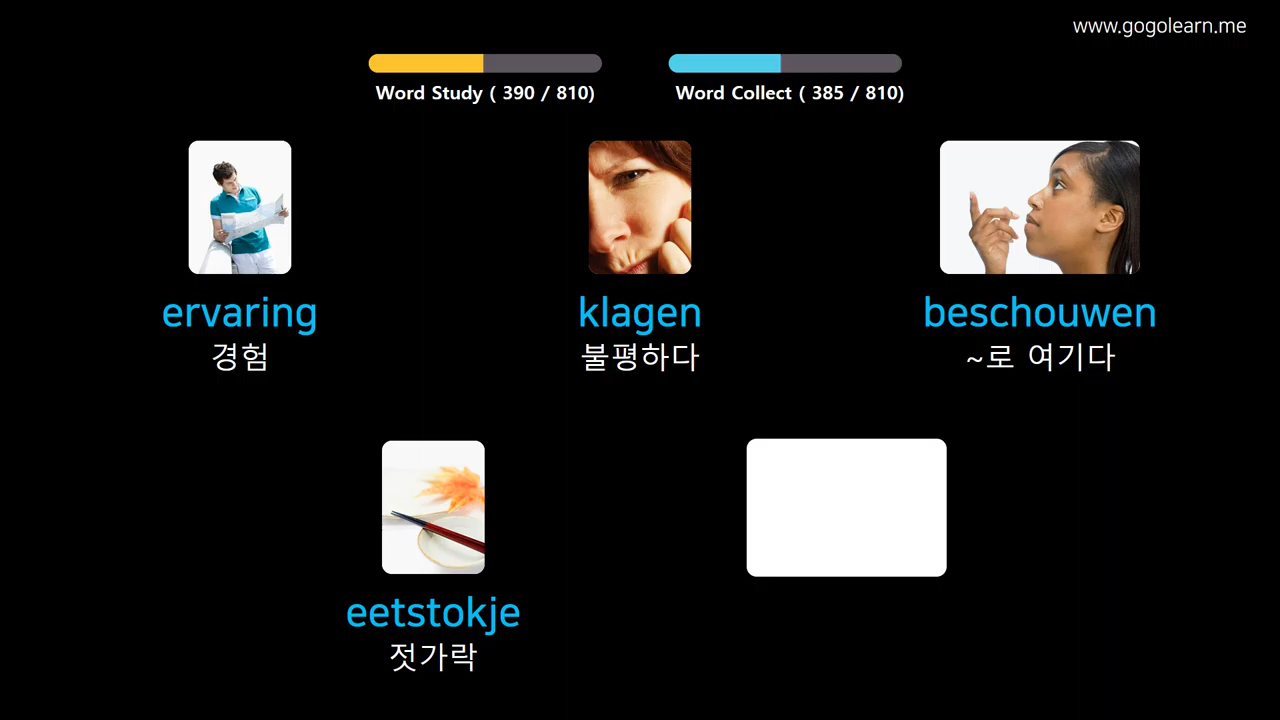 www.gogolearn.me
Word Study ( 390 / 810)
Word Collect ( 385 / 810)
ervaring
경험
klagen
불평하다
beschouwen
~로 여기다
eetstokje
젓가락